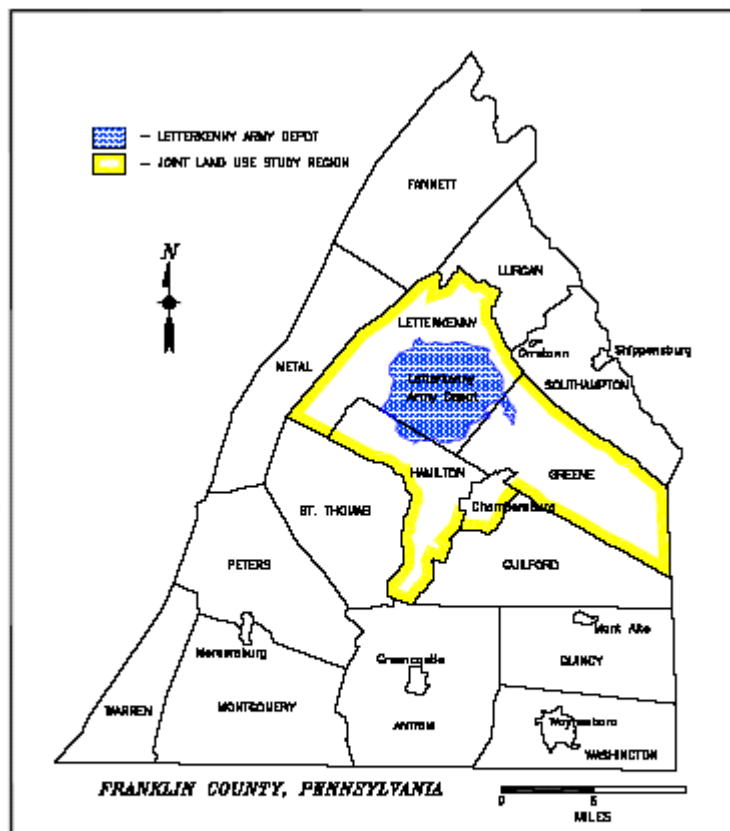 — LETTERKENNY ARMY DEPOT
— JOINT LAND USE STUDY REGION
FANNETT
N
LURGAN
LETTERKENNY
Orrstown
Shippensburg
METAL
SOUTHAMPTON
Letterkenny
Army Depot
HAMILTON
GREENE
ST. THOMAS
Chambersburg
GUILFORD
PETERS
Mont Alto
Mercersburg
Greencastle
QUINCY
WARREN
MONTGOMERY
ANTRIM
Waynesboro
WASHINGTON
FRANKLIN COUNTY, PENNSYLVANIA
0 5
MILES